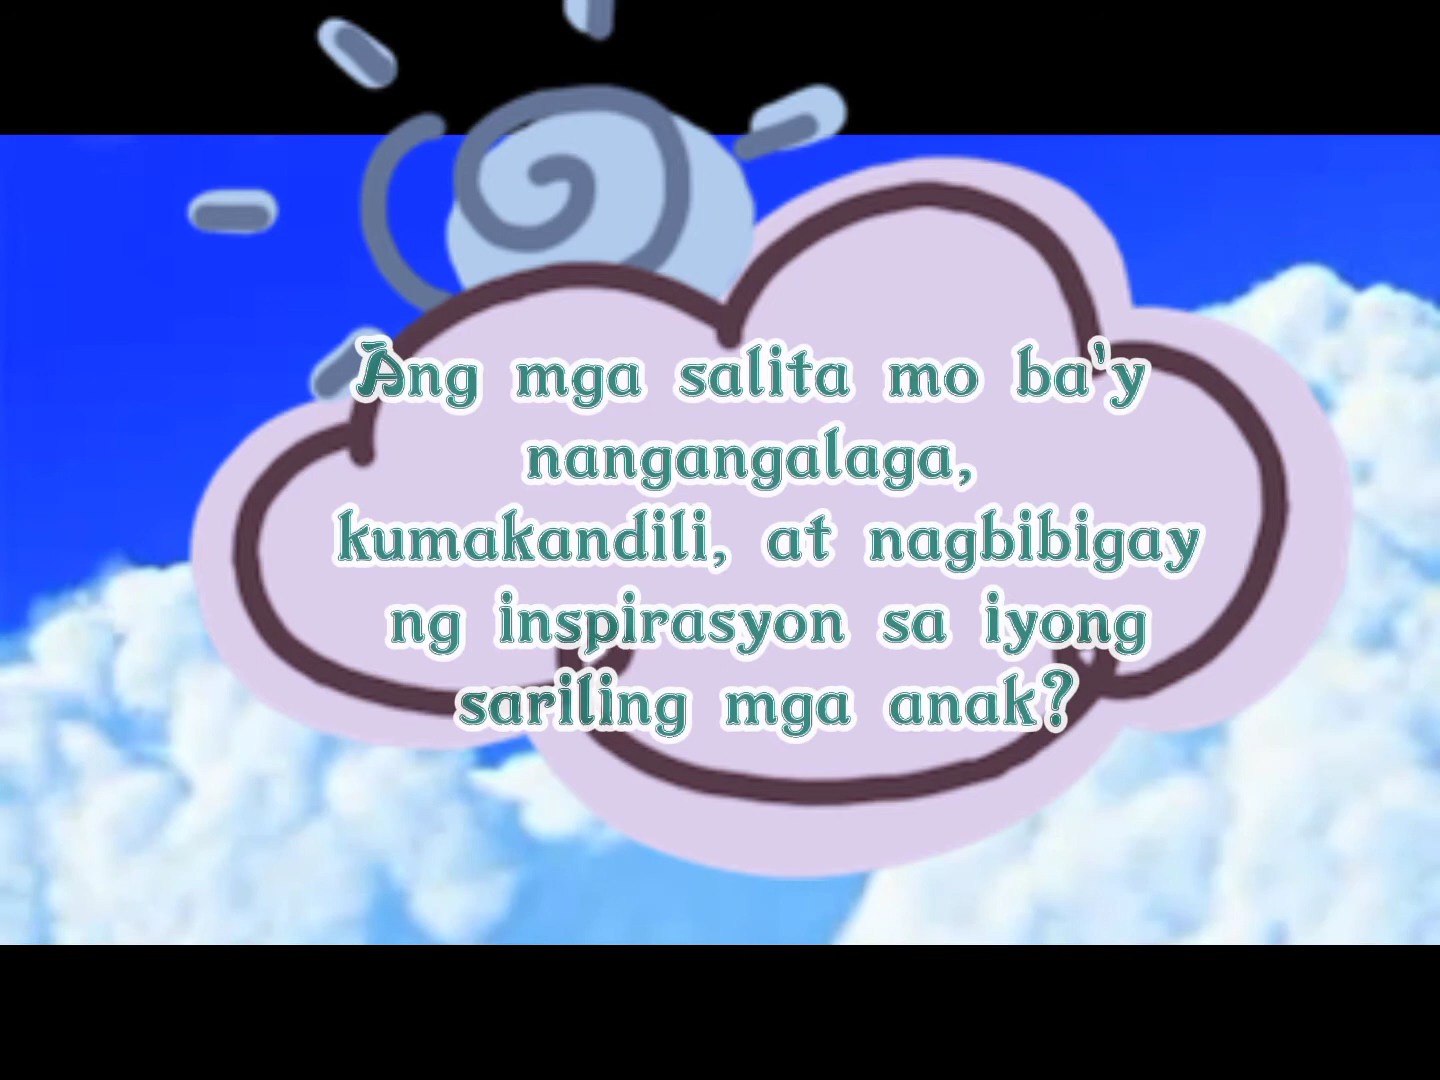 Ang mga salita mo ba'y
nangangalaga,
kumakandili, at nagbibigay
ng inspirasyon sa iyong
sariling mga anak?